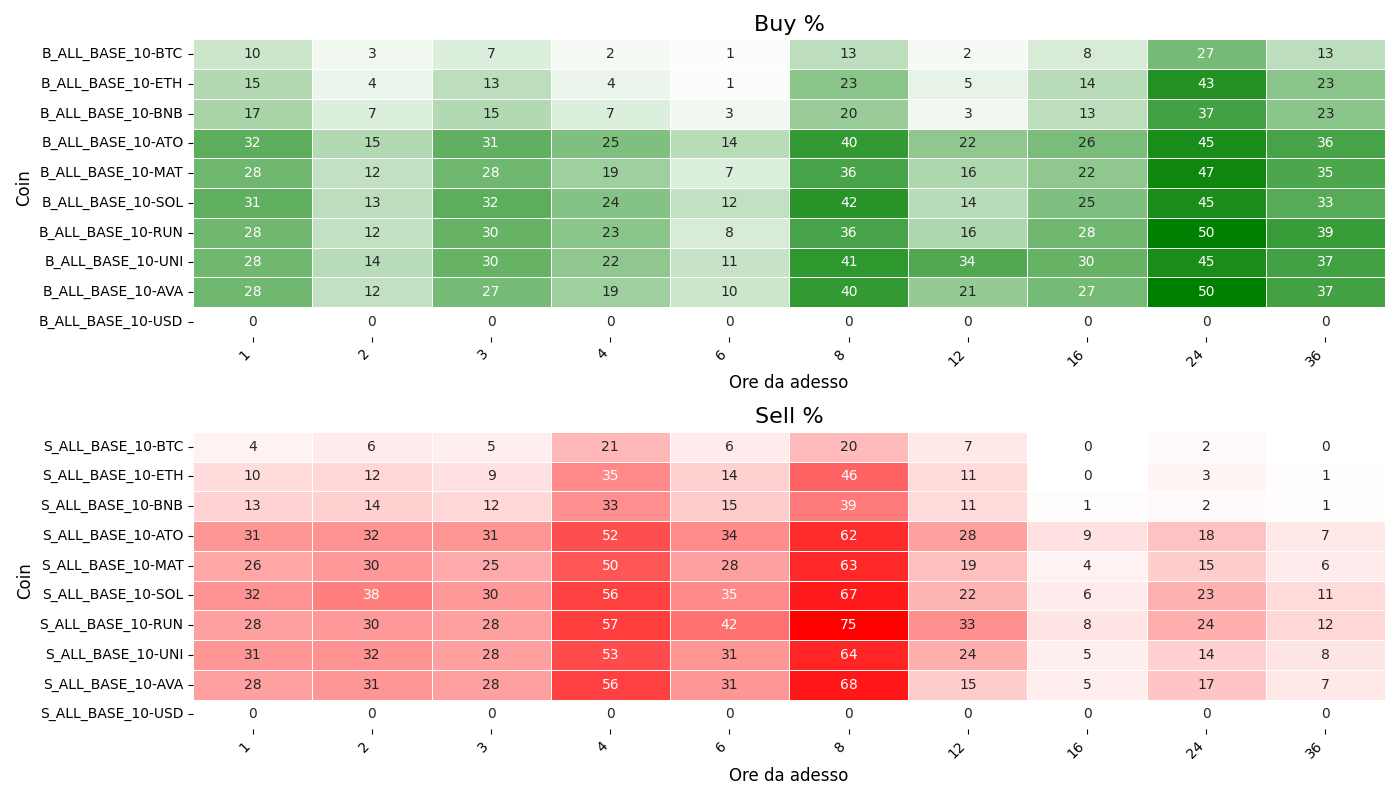 Buy %
Coin
B_ALL_BASE_10-BTC 10 3 7 2 1 13 2 8 27 13
B_ALL_BASE_10-ETH 15 4 13 4 1 23 5 14 43 23
B_ALL_BASE_10-BNB 17 7 15 7 3 20 3 13 37 23
B_ALL_BASE_10-ATO 32 15 31 25 14 40 22 26 45 36
B_ALL_BASE_10-MAT 28 12 28 19 7 36 16 22 47 35
B_ALL_BASE_10-SOL 31 13 32 24 12 42 14 25 45 33
B_ALL_BASE_10-RUN 28 12 30 23 8 36 16 28 50 39
B_ALL_BASE_10-UNI 28 14 30 22 11 41 34 30 45 37
B_ALL_BASE_10-AVA 28 12 27 19 10 40 21 27 50 37
B_ALL_BASE_10-USD 0 0 0 0 0 0 0 0 0 0
1 2 3 4 6 8 12 16 24 36
Ore da adesso
Sell %
Coin
S_ALL_BASE_10-BTC 4 6 5 21 6 20 7 0 2 0
S_ALL_BASE_10-ETH 10 12 9 35 14 46 11 0 3 1
S_ALL_BASE_10-BNB 13 14 12 33 15 39 11 1 2 1
S_ALL_BASE_10-ATO 31 32 31 52 34 62 28 9 18 7
S_ALL_BASE_10-MAT 26 30 25 50 28 63 19 4 15 6
S_ALL_BASE_10-SOL 32 38 30 56 35 67 22 6 23 11
S_ALL_BASE_10-RUN 28 30 28 57 42 75 33 8 24 12
S_ALL_BASE_10-UNI 31 32 28 53 31 64 24 5 14 8
S_ALL_BASE_10-AVA 28 31 28 56 31 68 15 5 17 7
S_ALL_BASE_10-USD 0 0 0 0 0 0 0 0 0 0
1 2 3 4 6 8 12 16 24 36
Ore da adesso